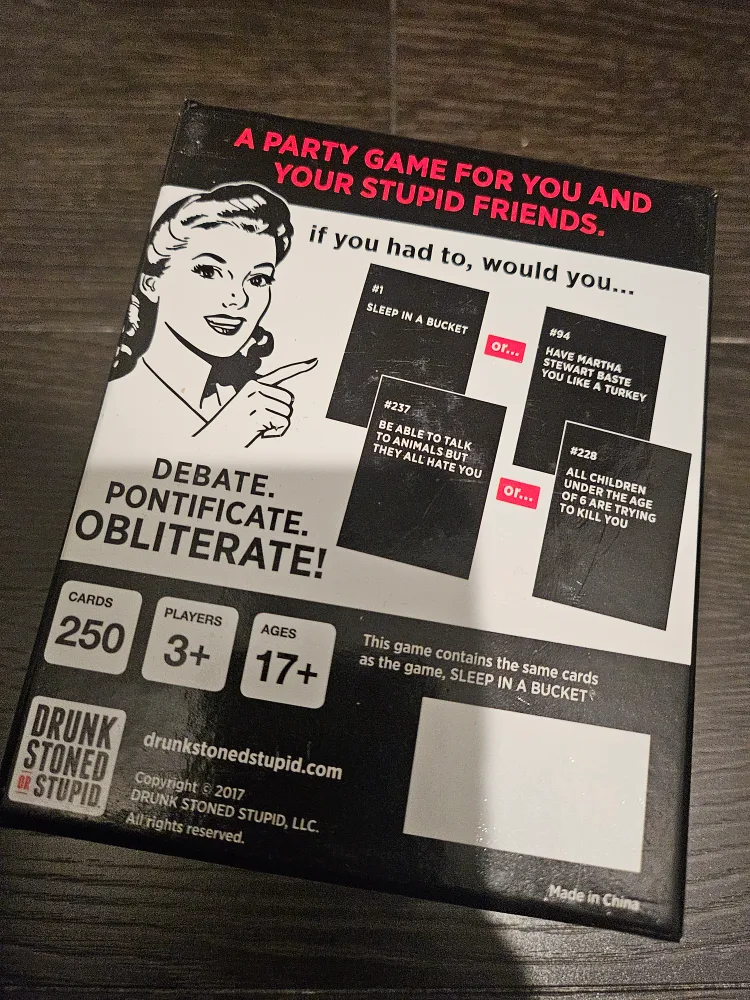 A PARTY GAME FOR YOU AND
YOUR STUPID FRIENDS.
if you had to, would you...
#1
SLEEP IN A BUCKET
or...
#94
HAVE MARTHA
STEWART BASTE
YOU LIKE A TURKEY
#237
BE ABLE TO TALK
TO ANIMALS BUT
THEY ALL HATE YOU
or...
#228
ALL CHILDREN
UNDER THE AGE
OF 6 ARE TRYING
TO KILL YOU
DEBATE.
PONTIFICATE.
OBLITERATE!
CARDS
250
PLAYERS
3+
AGES
17+
This game contains the same cards
as the game, SLEEP IN A BUCKET
DRUNK
STONED
OR STUPID
drunkstonedstupid.com
Copyright © 2017
DRUNK STONED STUPID, LLC.
All rights reserved.
Made in China